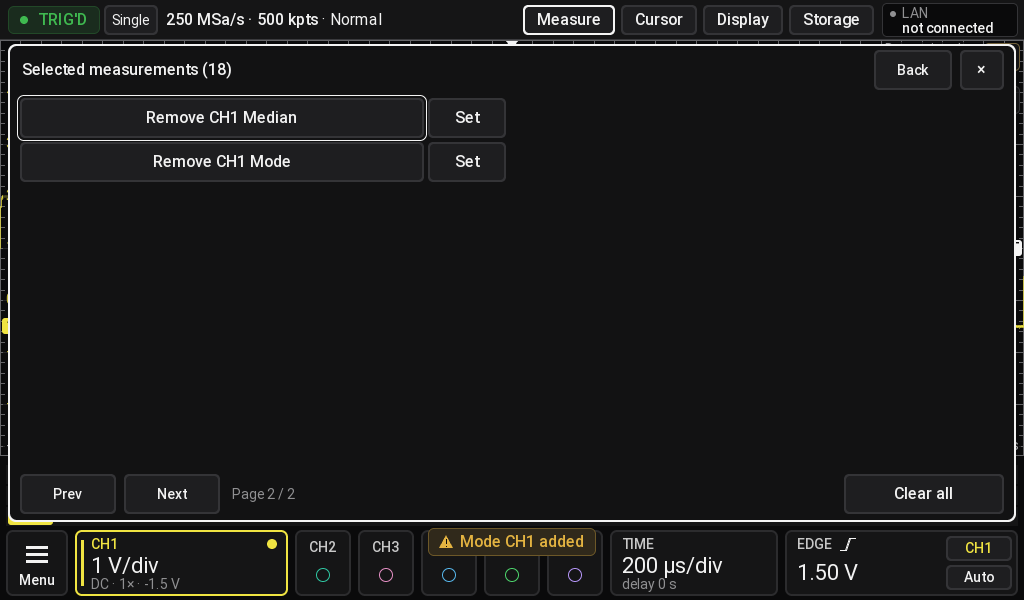 TRIG'D Single 250 MSa/s · 500 kpts · Normal Measure Cursor Display Storage LAN
not connected
Selected measurements (18) Back ×
Remove CH1 Median Set
Remove CH1 Mode Set
Prev Next Page 2 / 2 Clear all
Menu
CH1
1 V/div
DC · 1× · -1.5 V
CH2
CH3
Mode CH1 added
TIME
200 µs/div
delay 0 s
EDGE
1.50 V
CH1
Auto